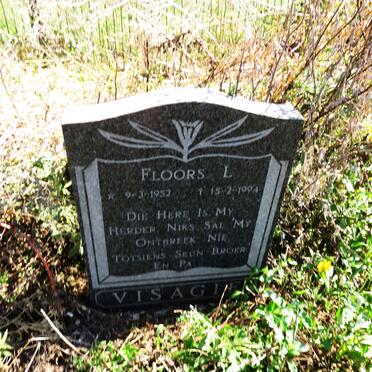 FLOORS L
* 9-3-1952 † 15-2-1994
DIE HERE IS MY
HERDER NIKS SAL MY
ONTBREEK NIE
TOTSIENS SEUN BROER
EN PA
VISAGIE